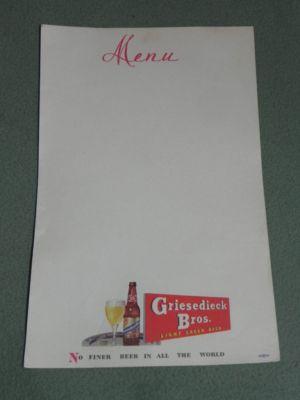 Menu
Griesedieck
Bros.
LIGHT LAGER BEER
NO FINER BEER IN ALL THE WORLD